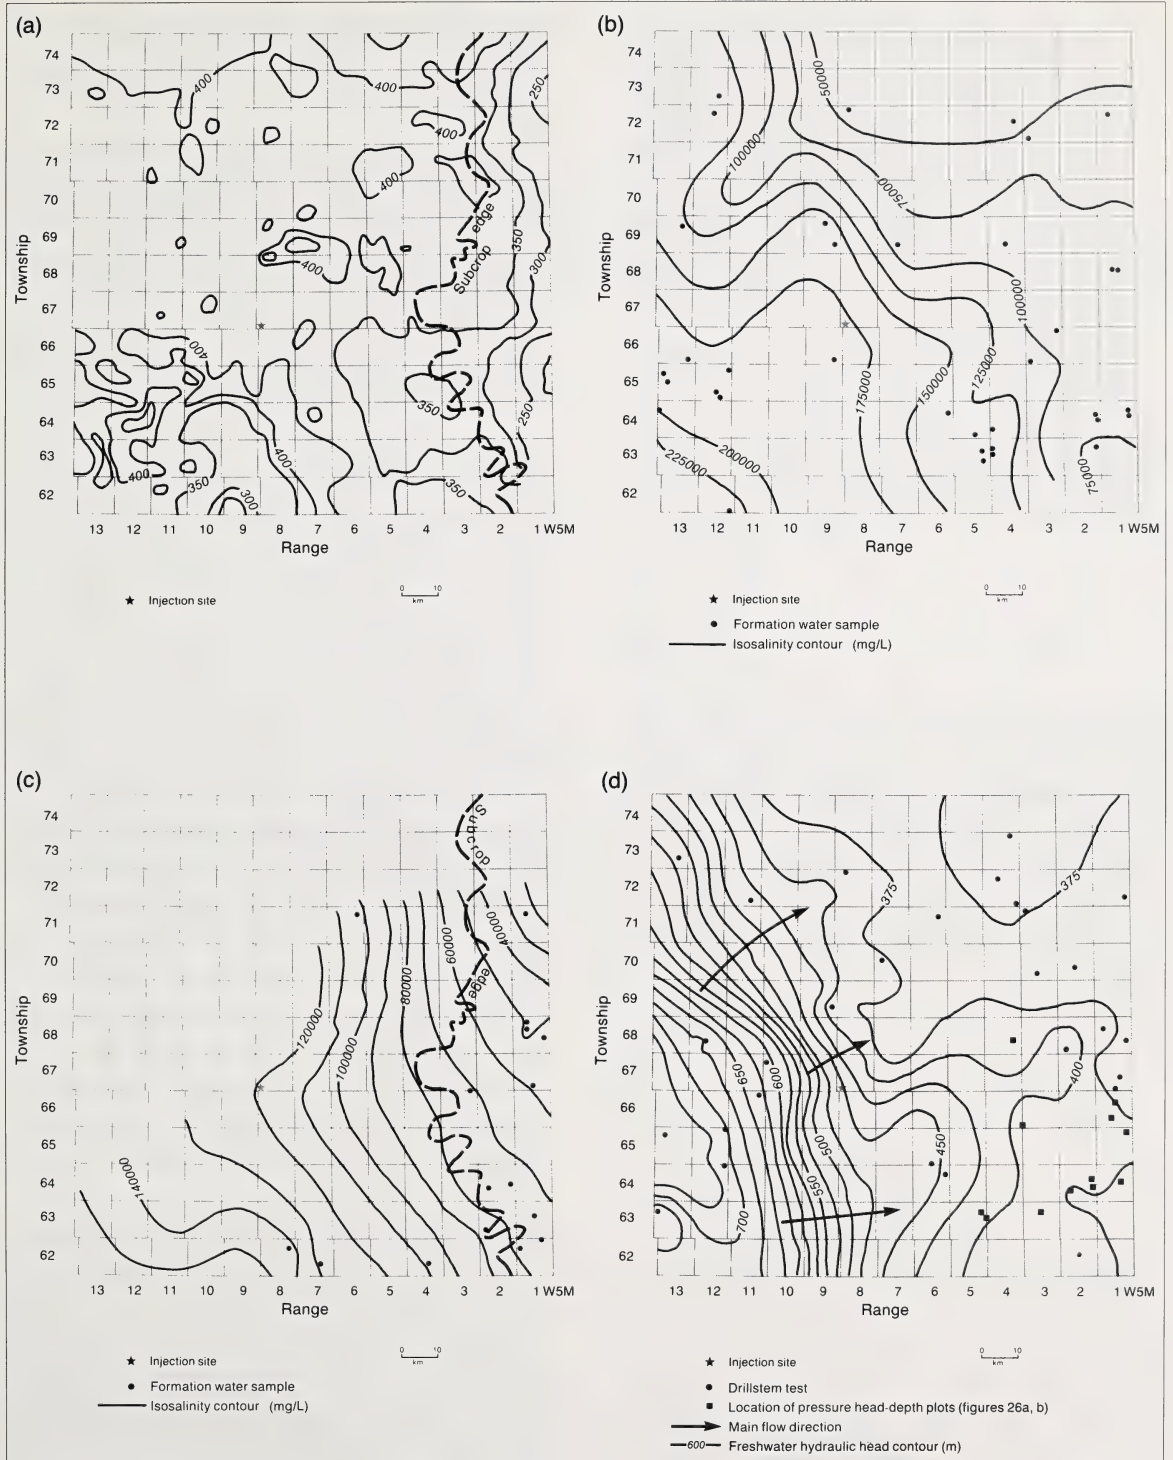 (a)
Township
74
73
72
71
70
69
68
67
66
65
64
63
62
400
400
250
400
400
edge
350
400
Subcrop
300
400
350
250
400
400
350
350
300
13 12 11 10 9 8 7 6 5 4 3 2 1 W5M
Range
0 10
km
Injection site
(b)
Township
74
73
72
71
70
69
68
67
66
65
64
63
62
50000
100000
75000
100000
125000
150000
175000
200000
225000
75000
13 12 11 10 9 8 7 6 5 4 3 2 1 W5M
Range
0 10
km
Injection site
Formation water sample
Isosalinity contour (mg/L)
(c)
Township
74
73
72
71
70
69
68
67
66
65
64
63
62
Subcrop
40000
60000
edge
80000
120000
100000
140000
13 12 11 10 9 8 7 6 5 4 3 2 1 W5M
Range
0 10
km
Injection site
Formation water sample
Isosalinity contour (mg/L)
(d)
Township
74
73
72
71
70
69
68
67
66
65
64
63
62
375
375
650
600
400
500
450
550
700
13 12 11 10 9 8 7 6 5 4 3 2 1 W5M
Range
0 10
km
Injection site
Drillstem test
Location of pressure head-depth plots (figures 26a, b)
Main flow direction
600 Freshwater hydraulic head contour (m)